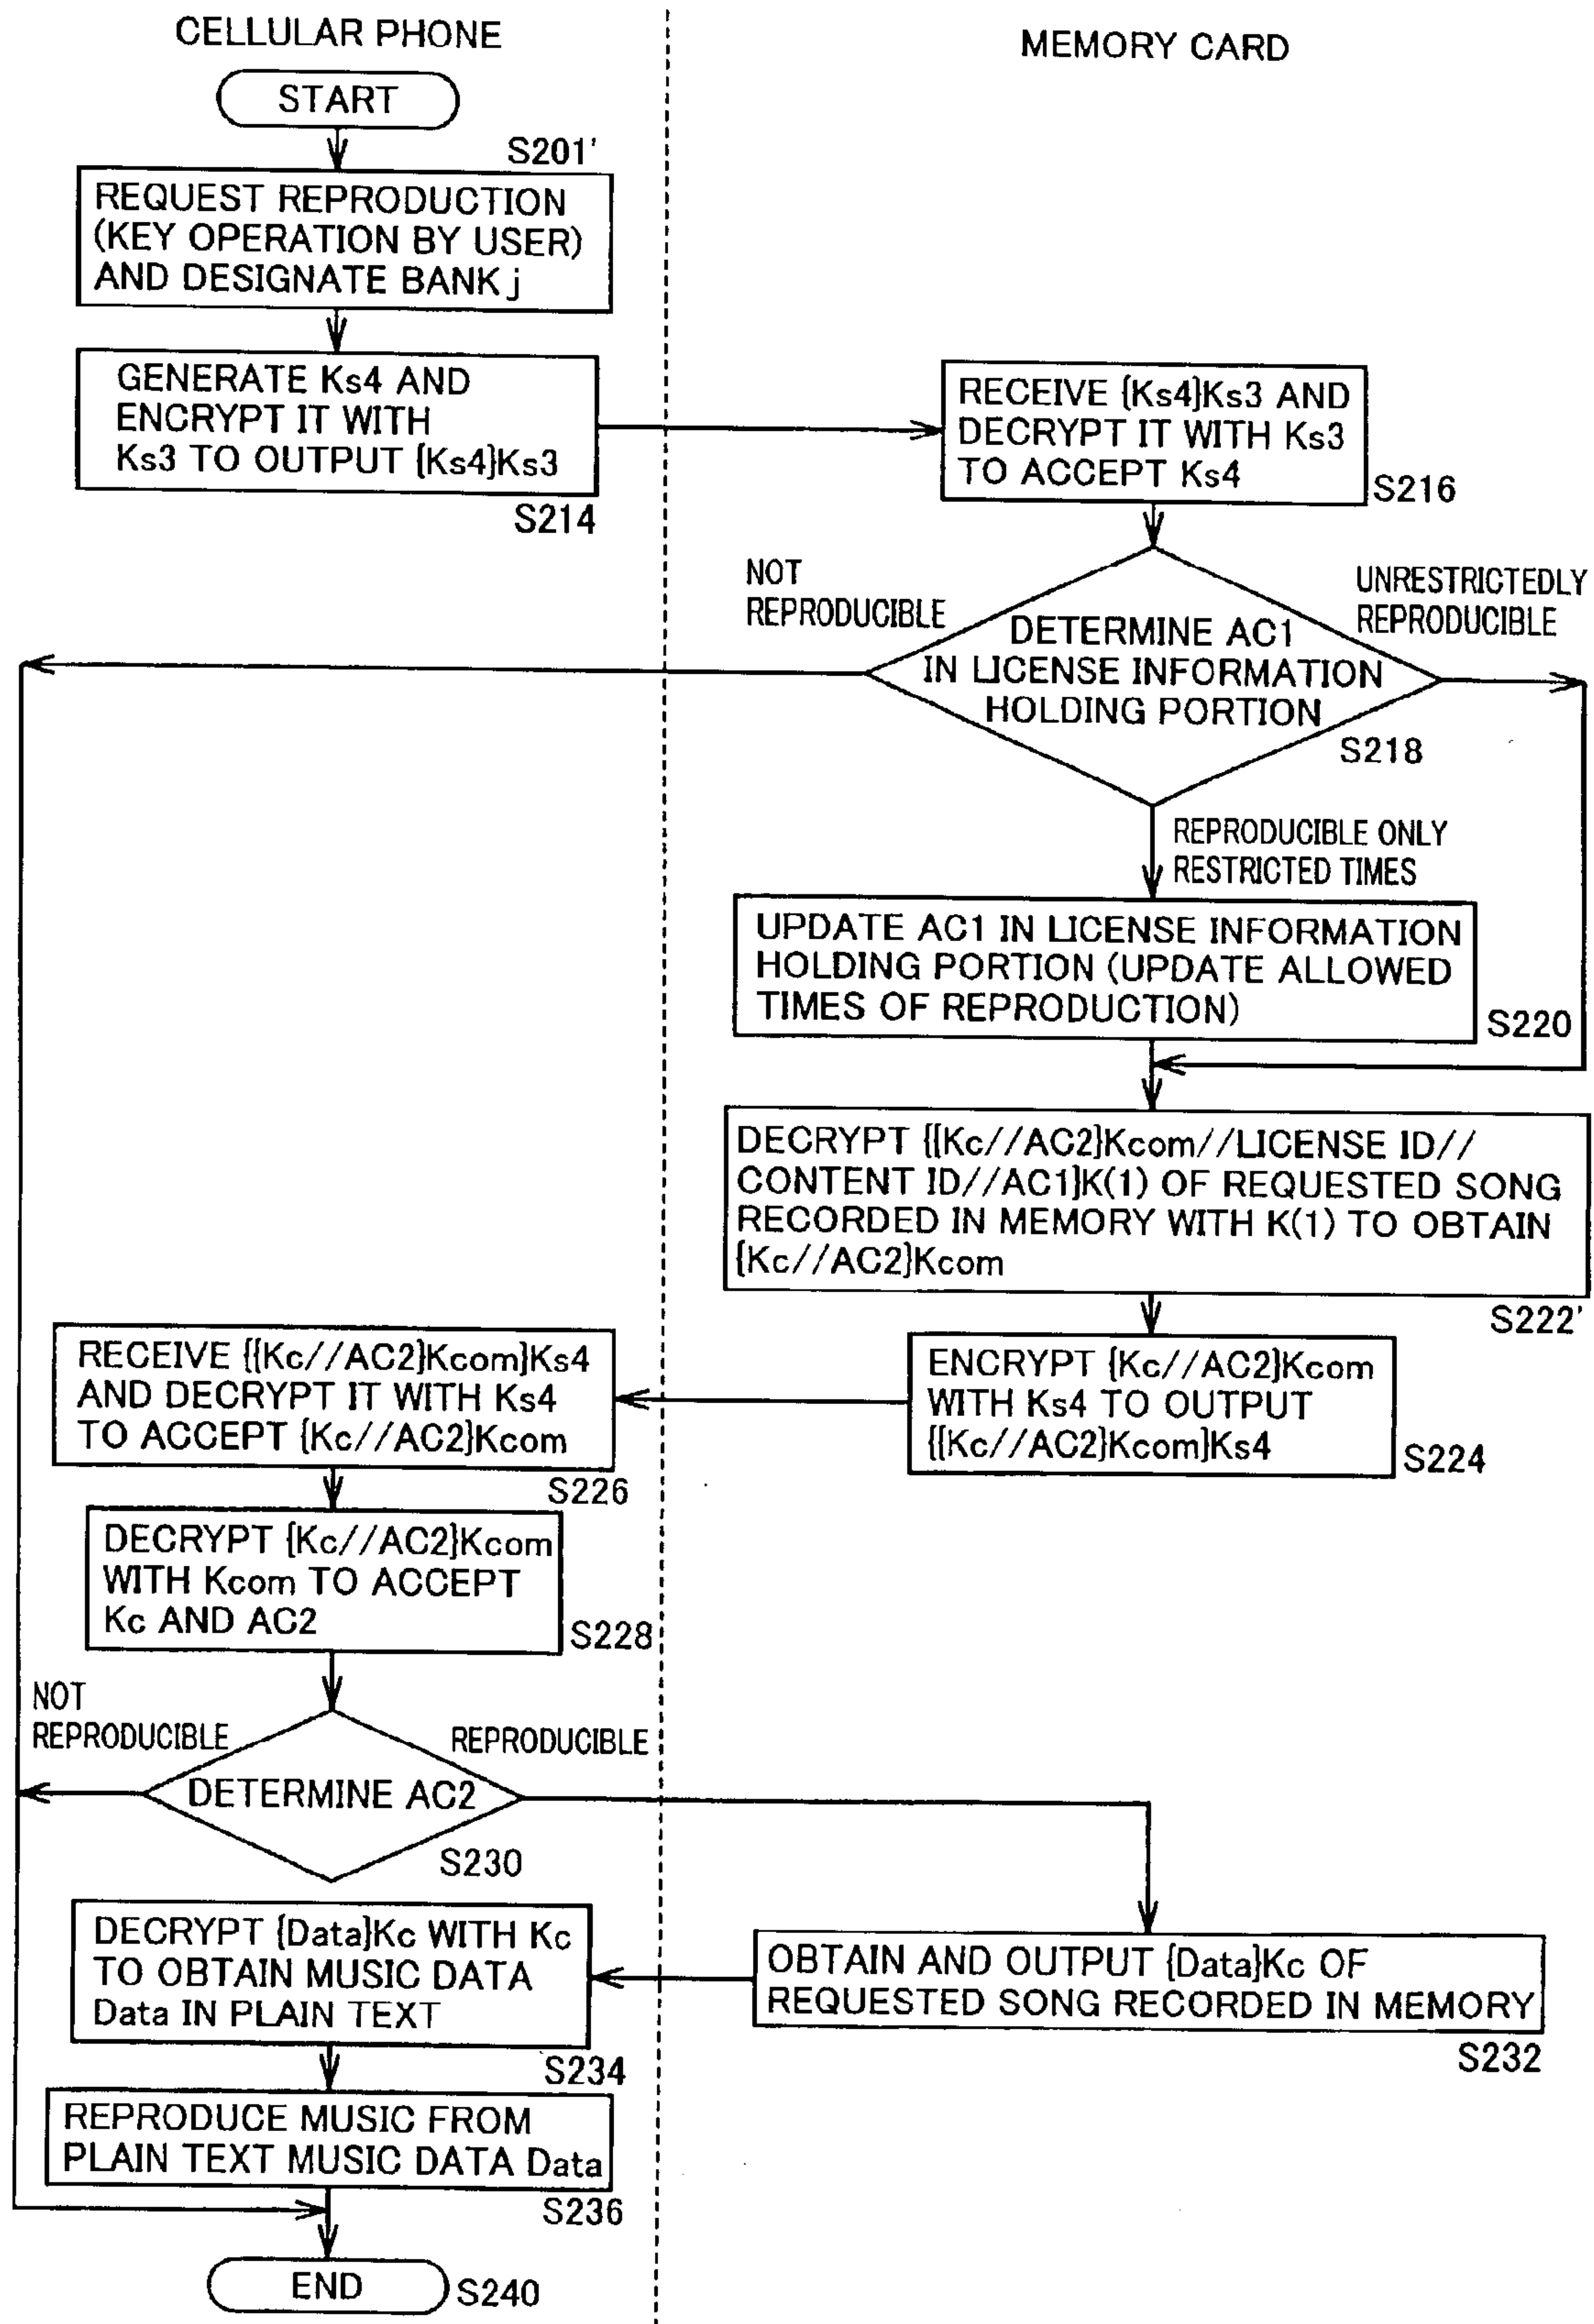 CELLULAR PHONE
MEMORY CARD
START
S201'
REQUEST REPRODUCTION
(KEY OPERATION BY USER)
AND DESIGNATE BANK j
GENERATE Ks4 AND
ENCRYPT IT WITH
Ks3 TO OUTPUT {Ks4}Ks3
S214
RECEIVE {Ks4}Ks3 AND
DECRYPT IT WITH Ks3
TO ACCEPT Ks4
S216
NOT
REPRODUCIBLE
UNRESTRICTEDLY
REPRODUCIBLE
DETERMINE AC1
IN LICENSE INFORMATION
HOLDING PORTION
S218
REPRODUCIBLE ONLY
RESTRICTED TIMES
UPDATE AC1 IN LICENSE INFORMATION
HOLDING PORTION (UPDATE ALLOWED
TIMES OF REPRODUCTION)
S220
DECRYPT {{Kc//AC2}Kcom//LICENSE ID//
CONTENT ID//AC1}K(1) OF REQUESTED SONG
RECORDED IN MEMORY WITH K(1) TO OBTAIN
{Kc//AC2}Kcom
S222'
ENCRYPT {Kc//AC2}Kcom
WITH Ks4 TO OUTPUT
{{Kc//AC2}Kcom}Ks4
S224
RECEIVE {{Kc//AC2}Kcom}Ks4
AND DECRYPT IT WITH Ks4
TO ACCEPT {Kc//AC2}Kcom
S226
DECRYPT {Kc//AC2}Kcom
WITH Kcom TO ACCEPT
Kc AND AC2
S228
NOT
REPRODUCIBLE
REPRODUCIBLE
DETERMINE AC2
S230
OBTAIN AND OUTPUT {Data}Kc OF
REQUESTED SONG RECORDED IN MEMORY
S232
DECRYPT {Data}Kc WITH Kc
TO OBTAIN MUSIC DATA
Data IN PLAIN TEXT
S234
REPRODUCE MUSIC FROM
PLAIN TEXT MUSIC DATA Data
S236
END
S240